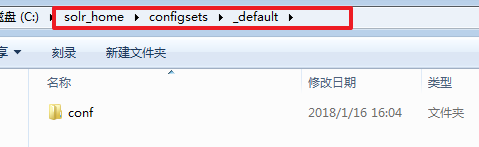 磁盘 (C:) ▸ solr_home ▸ configsets ▸ _default ▸
享 ▾ 刻录 新建文件夹
名称 修改日期 类型
conf 2018/1/16 16:04 文件夹